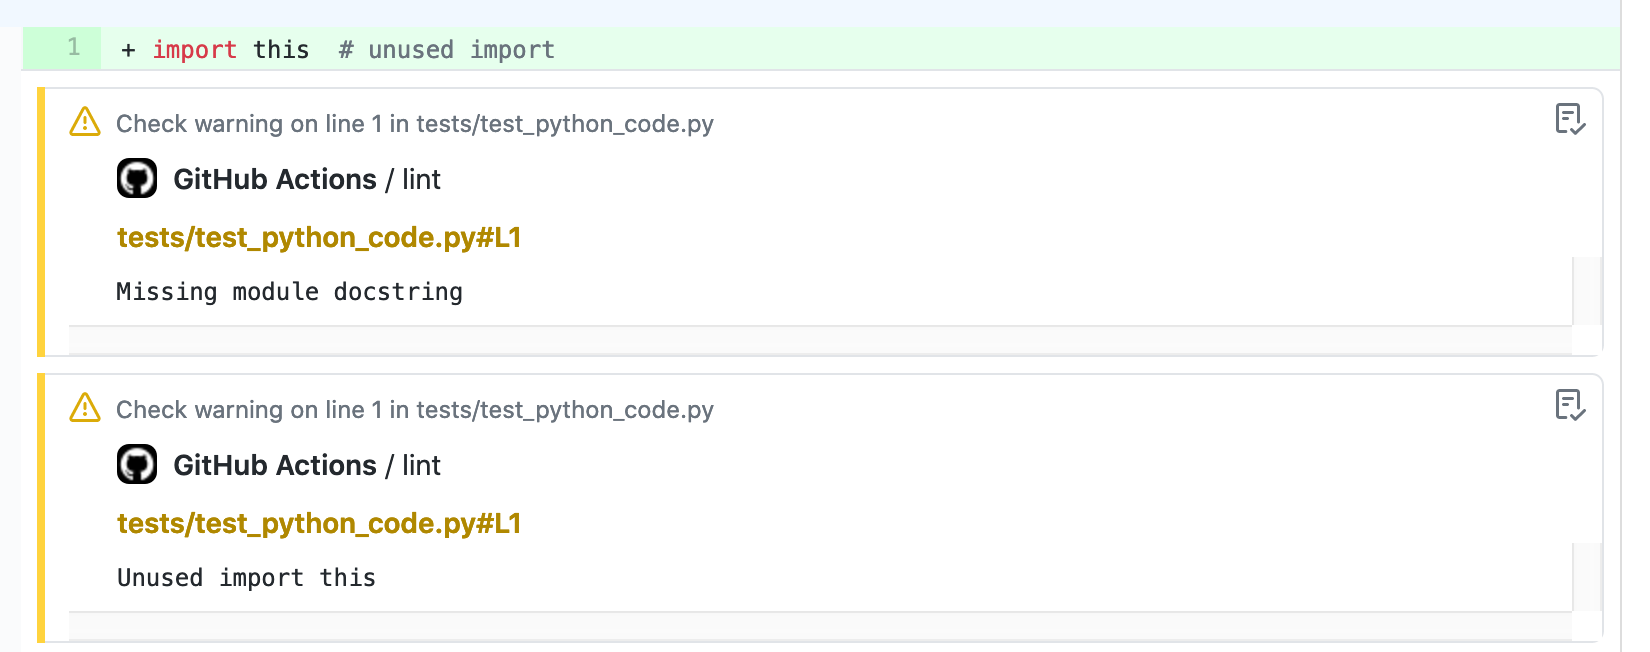 1 + import this  # unused import
Check warning on line 1 in tests/test_python_code.py
GitHub Actions / lint
tests/test_python_code.py#L1
Missing module docstring
Check warning on line 1 in tests/test_python_code.py
GitHub Actions / lint
tests/test_python_code.py#L1
Unused import this